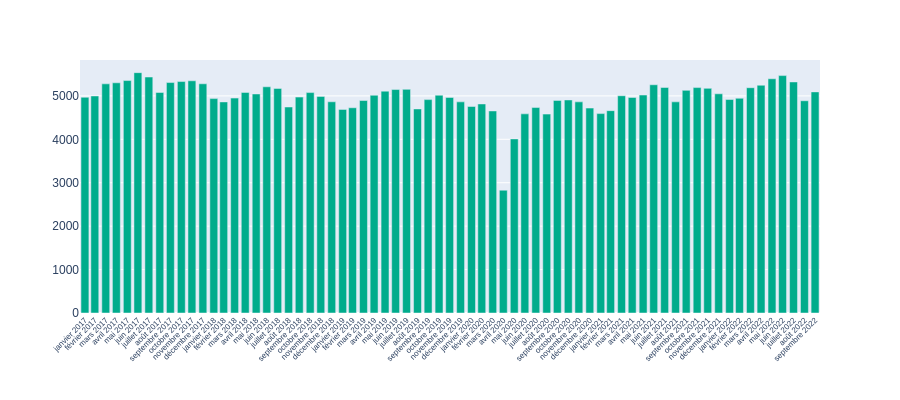 5000
4000
3000
2000
1000
0
janvier 2017
février 2017
mars 2017
avril 2017
mai 2017
juin 2017
juillet 2017
août 2017
septembre 2017
octobre 2017
novembre 2017
décembre 2017
janvier 2018
février 2018
mars 2018
avril 2018
mai 2018
juin 2018
juillet 2018
août 2018
septembre 2018
octobre 2018
novembre 2018
décembre 2018
janvier 2019
février 2019
mars 2019
avril 2019
mai 2019
juin 2019
juillet 2019
août 2019
septembre 2019
octobre 2019
novembre 2019
décembre 2019
janvier 2020
février 2020
mars 2020
avril 2020
mai 2020
juin 2020
juillet 2020
août 2020
septembre 2020
octobre 2020
novembre 2020
décembre 2020
janvier 2021
février 2021
mars 2021
avril 2021
mai 2021
juin 2021
juillet 2021
août 2021
septembre 2021
octobre 2021
novembre 2021
décembre 2021
janvier 2022
février 2022
mars 2022
avril 2022
mai 2022
juin 2022
juillet 2022
août 2022
septembre 2022